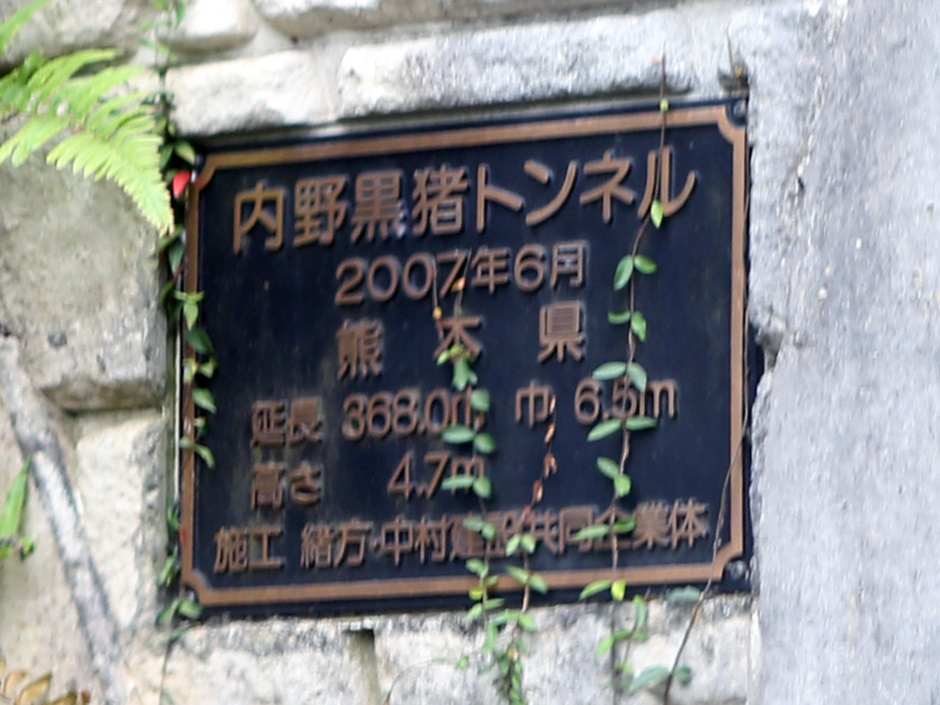 内野黒猪トンネル
2007年6月
熊本県
延長 368.0m 巾 6.5m
高さ 4.7m
施工 緒方・中村建設共同企業体